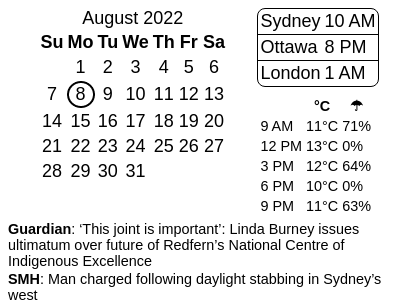 August 2022
Su Mo Tu We Th Fr Sa
1 2 3 4 5 6
7 8 9 10 11 12 13
14 15 16 17 18 19 20
21 22 23 24 25 26 27
28 29 30 31
Sydney 10 AM
Ottawa 8 PM
London 1 AM
°C ☂
9 AM 11°C 71%
12 PM 13°C 0%
3 PM 12°C 64%
6 PM 10°C 0%
9 PM 11°C 63%
Guardian: ‘This joint is important’: Linda Burney issues
ultimatum over future of Redfern’s National Centre of
Indigenous Excellence
SMH: Man charged following daylight stabbing in Sydney’s
west